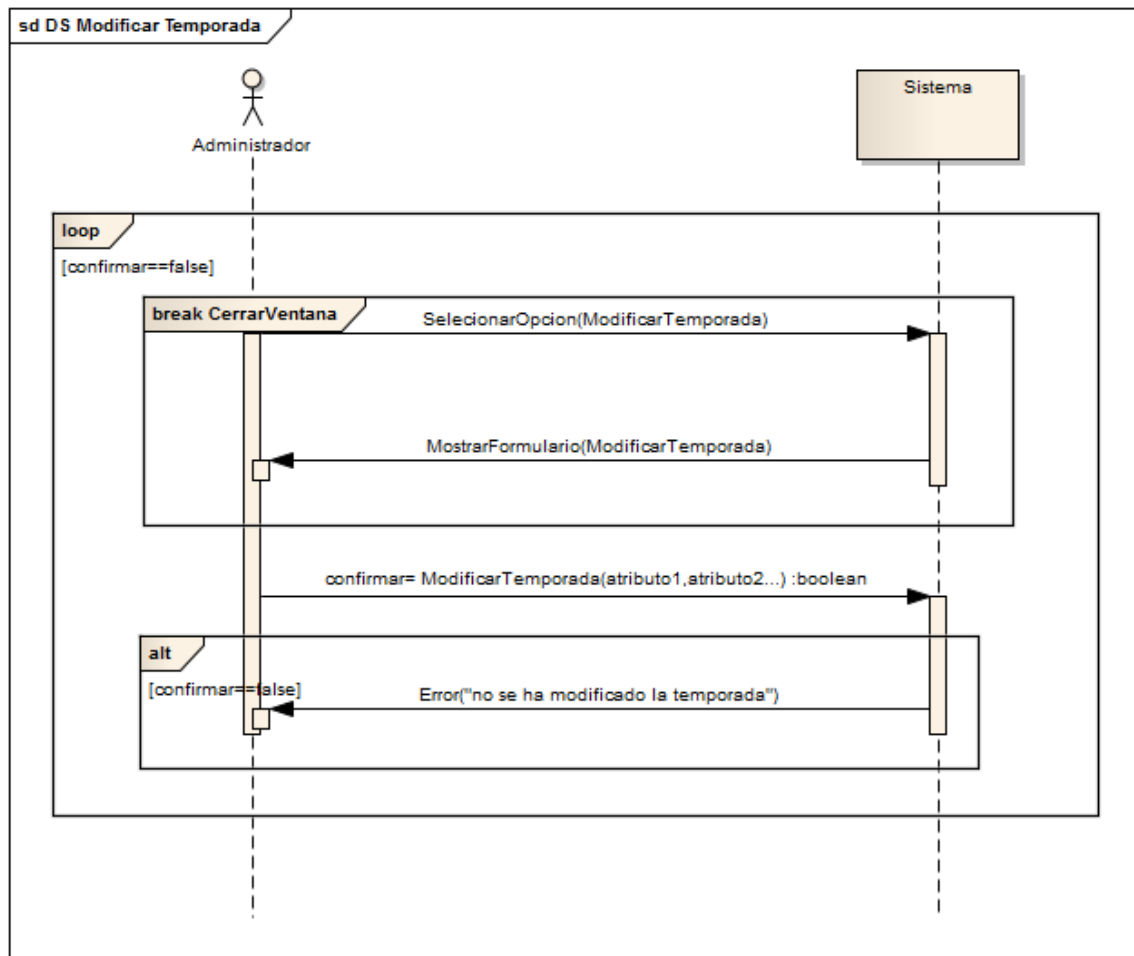 sd DS Modificar Temporada
Administrador
Sistema
loop
[confirmar==false]
break CerrarVentana
SelecionarOpcion(ModificarTemporada)
MostrarFormulario(ModificarTemporada)
confirmar= ModificarTemporada(atributo1,atributo2...) :boolean
alt
[confirmar==false]
Error("no se ha modificado la temporada")